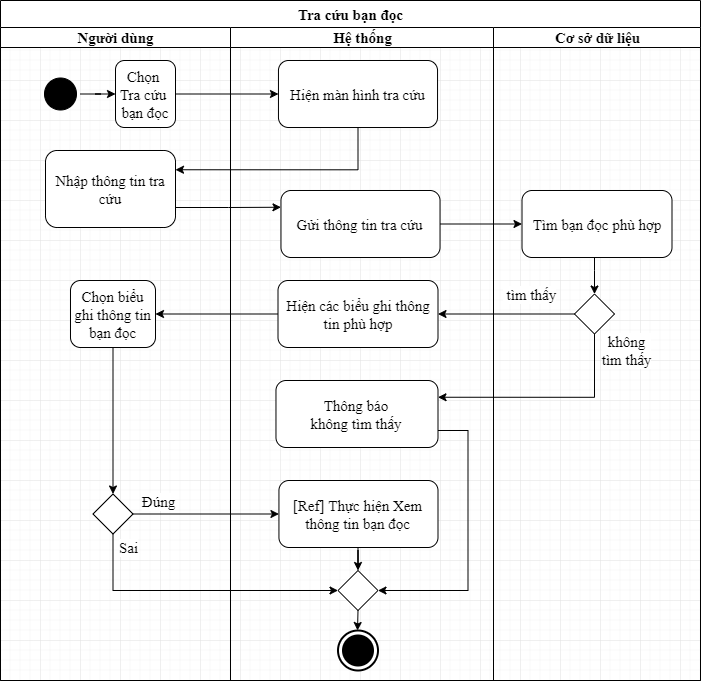 Tra cứu bạn đọc
Người dùng
Hệ thống
Cơ sở dữ liệu
Chọn
Tra cứu
bạn đọc
Hiện màn hình tra cứu
Nhập thông tin tra
cứu
Gửi thông tin tra cứu
Tìm bạn đọc phù hợp
Chọn biểu
ghi thông tin
bạn đọc
Hiện các biểu ghi thông
tin phù hợp
tìm thấy
không
tìm thấy
Thông báo
không tìm thấy
Đúng
[Ref] Thực hiện Xem
thông tin bạn đọc
Sai